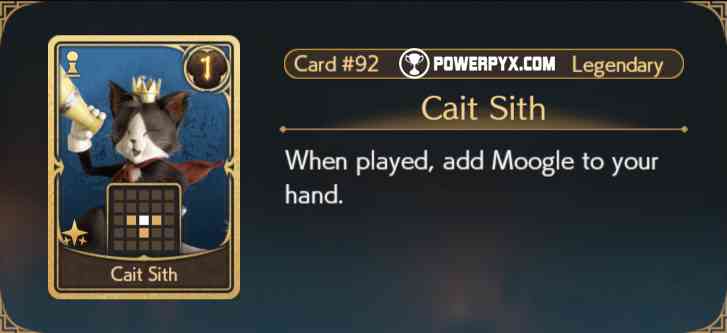 1
Card #92
POWERPYX.COM
Legendary
Cait Sith
When played, add Moogle to your
hand.
Cait Sith